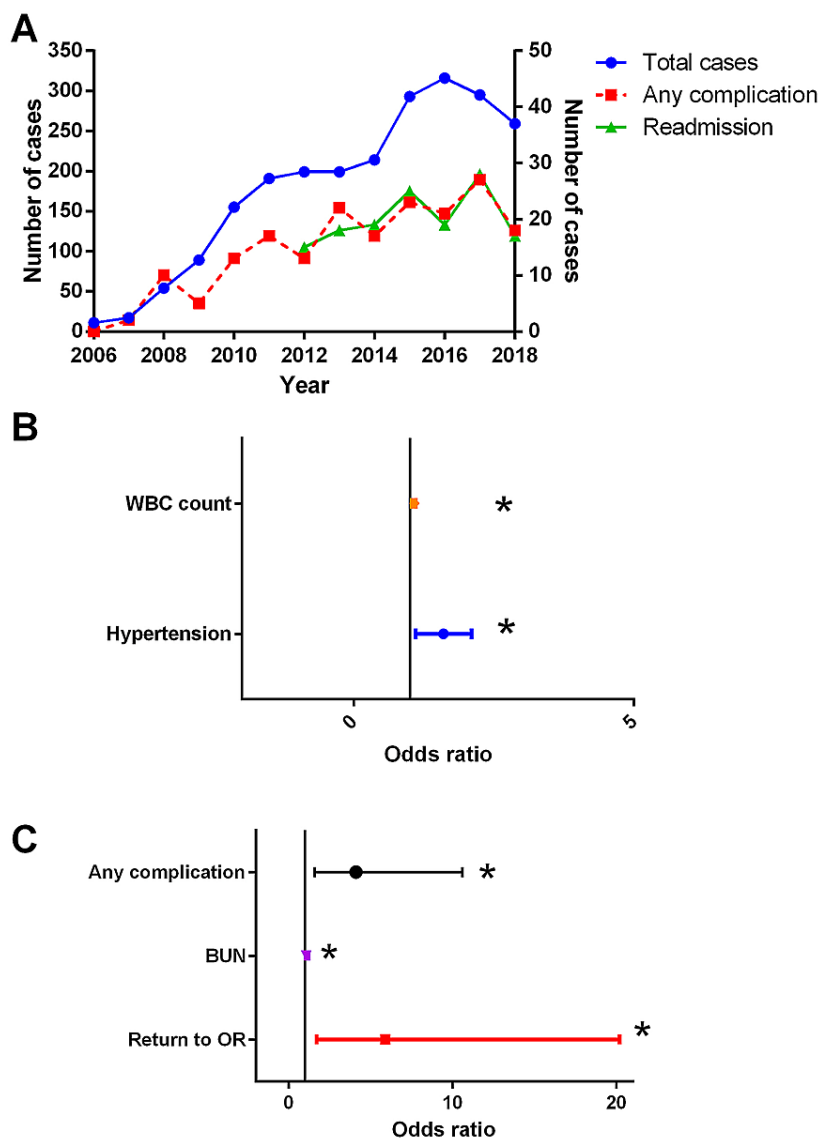 A
350
300
250
200
150
100
50
0
Number of cases
2006
2008
2010
2012
2014
2016
2018
Year
50
40
30
20
10
0
Number of cases
Total cases
Any complication
Readmission
B
WBC count
*
Hypertension
*
0
5
Odds ratio
C
Any complication
*
BUN
*
Return to OR
*
0
10
20
Odds ratio